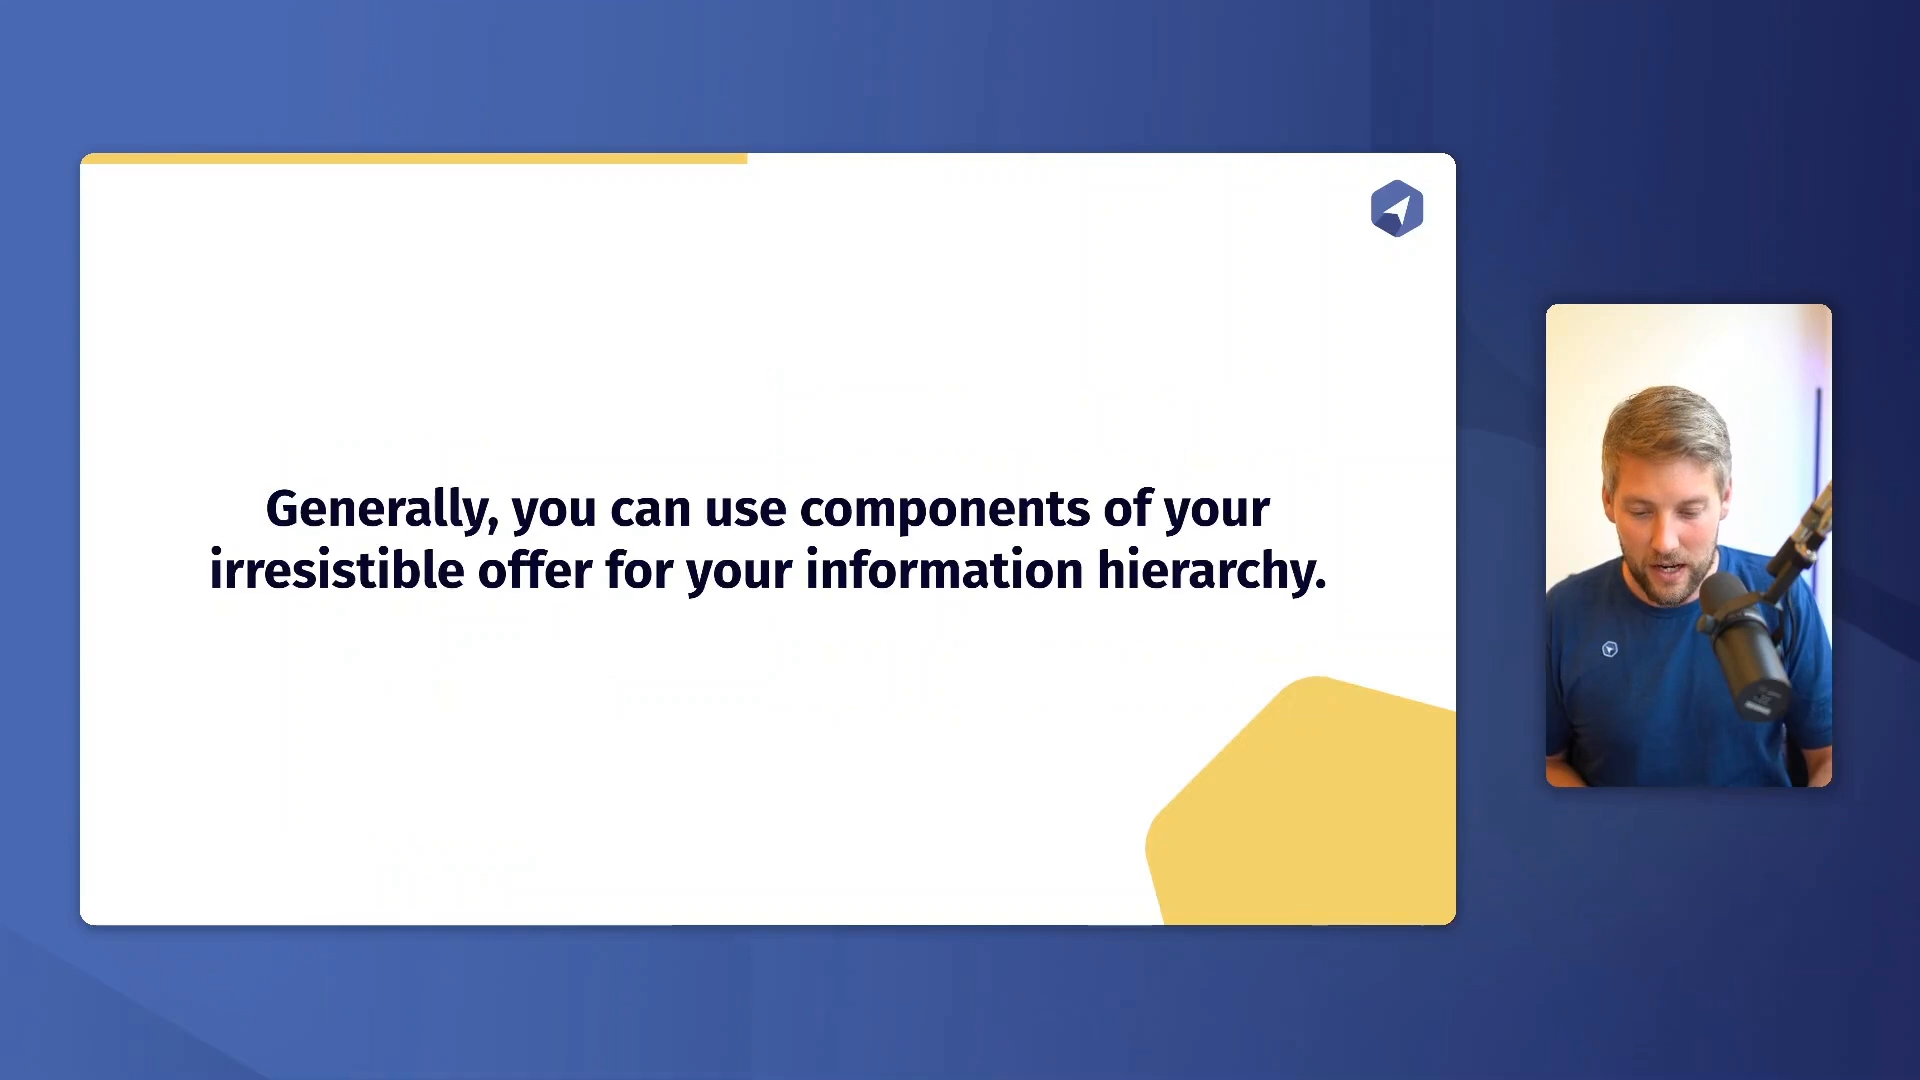 Generally, you can use components of your
irresistible offer for your information hierarchy.